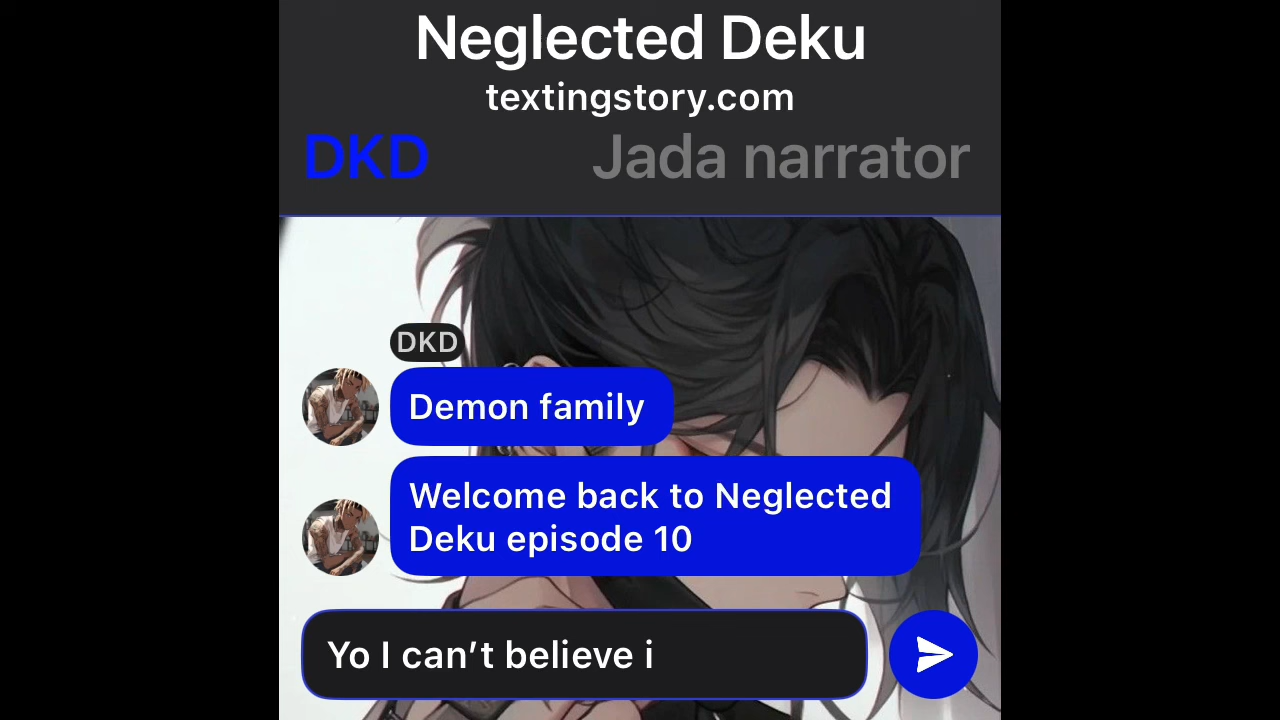 Neglected Deku
textingstory.com
DKD Jada narrator
DKD
Demon family
Welcome back to Neglected
Deku episode 10
Yo I can’t believe i